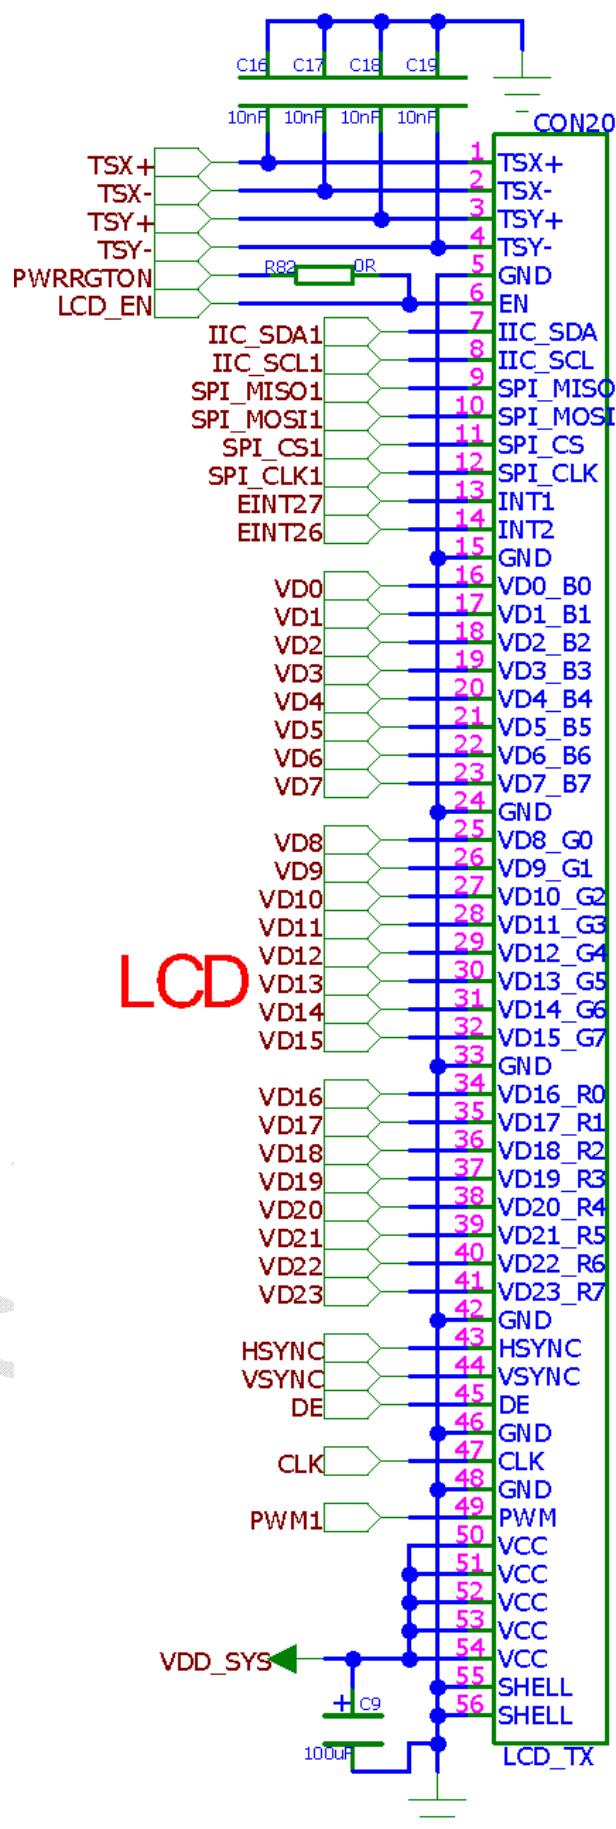 C16 C17 C18 C19
10nF 10nF 10nF 10nF
CON20
TSX+ 1 TSX+
TSX- 2 TSX-
TSY+ 3 TSY+
TSY- 4 TSY-
PWRRGTON R82 0R 5 GND
LCD_EN 6 EN
IIC_SDA1 7 IIC_SDA
IIC_SCL1 8 IIC_SCL
SPI_MISO1 9 SPI_MISO
SPI_MOSI1 10 SPI_MOSI
SPI_CS1 11 SPI_CS
SPI_CLK1 12 SPI_CLK
EINT27 13 INT1
EINT26 14 INT2
15 GND
VD0 16 VD0_B0
VD1 17 VD1_B1
VD2 18 VD2_B2
VD3 19 VD3_B3
VD4 20 VD4_B4
VD5 21 VD5_B5
VD6 22 VD6_B6
VD7 23 VD7_B7
24 GND
VD8 25 VD8_G0
VD9 26 VD9_G1
VD10 27 VD10_G2
VD11 28 VD11_G3
VD12 29 VD12_G4
LCD
VD13 30 VD13_G5
VD14 31 VD14_G6
VD15 32 VD15_G7
33 GND
VD16 34 VD16_R0
VD17 35 VD17_R1
VD18 36 VD18_R2
VD19 37 VD19_R3
VD20 38 VD20_R4
VD21 39 VD21_R5
VD22 40 VD22_R6
VD23 41 VD23_R7
42 GND
HSYNC 43 HSYNC
VSYNC 44 VSYNC
DE 45 DE
46 GND
CLK 47 CLK
48 GND
PWM1 49 PWM
50 VCC
51 VCC
52 VCC
53 VCC
VDD_SYS 54 VCC
55 SHELL
+ C9 56 SHELL
100uF LCD_TX